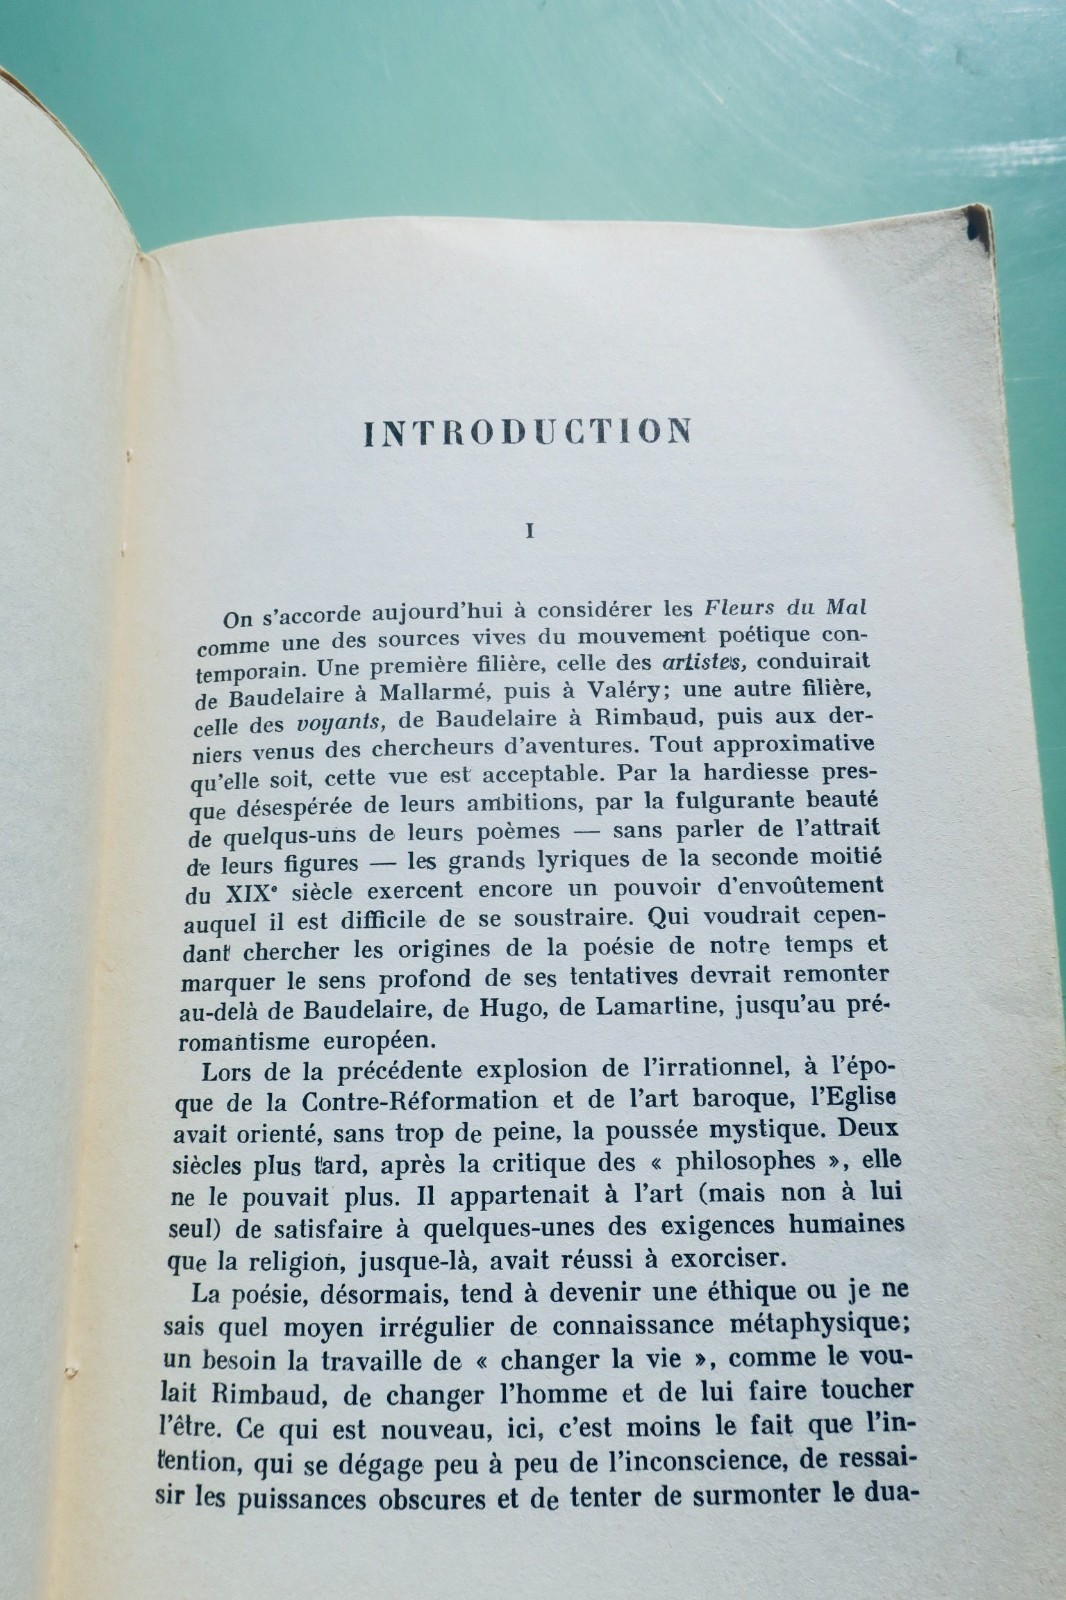 INTRODUCTION
I
On s'accorde aujourd'hui à considérer les Fleurs du Mal
comme une des sources vives du mouvement poétique con-
temporain. Une première filière, celle des artistes, conduirait
de Baudelaire à Mallarmé, puis à Valéry; une autre filière,
celle des voyants, de Baudelaire à Rimbaud, puis aux der-
niers venus des chercheurs d'aventures. Tout approximative
qu'elle soit, cette vue est acceptable. Par la hardiesse pres-
que désespérée de leurs ambitions, par la fulgurante beauté
de quelqus-uns de leurs poèmes — sans parler de l'attrait
de leurs figures — les grands lyriques de la seconde moitié
du XIXe siècle exercent encore un pouvoir d'envoûtement
auquel il est difficile de se soustraire. Qui voudrait cepen-
dant chercher les origines de la poésie de notre temps et
marquer le sens profond de ses tentatives devrait remonter
au-delà de Baudelaire, de Hugo, de Lamartine, jusqu'au pré-
romantisme européen.
Lors de la précédente explosion de l'irrationnel, à l'épo-
que de la Contre-Réformation et de l'art baroque, l'Eglise
avait orienté, sans trop de peine, la poussée mystique. Deux
siècles plus tard, après la critique des « philosophes », elle
ne le pouvait plus. Il appartenait à l'art (mais non à lui
seul) de satisfaire à quelques-unes des exigences humaines
que la religion, jusque-là, avait réussi à exorciser.
La poésie, désormais, tend à devenir une éthique ou je ne
sais quel moyen irrégulier de connaissance métaphysique;
un besoin la travaille de « changer la vie », comme le vou-
lait Rimbaud, de changer l'homme et de lui faire toucher
l'être. Ce qui est nouveau, ici, c'est moins le fait que l'in-
tention, qui se dégage peu à peu de l'inconscience, de ressai-
sir les puissances obscures et de tenter de surmonter le dua-